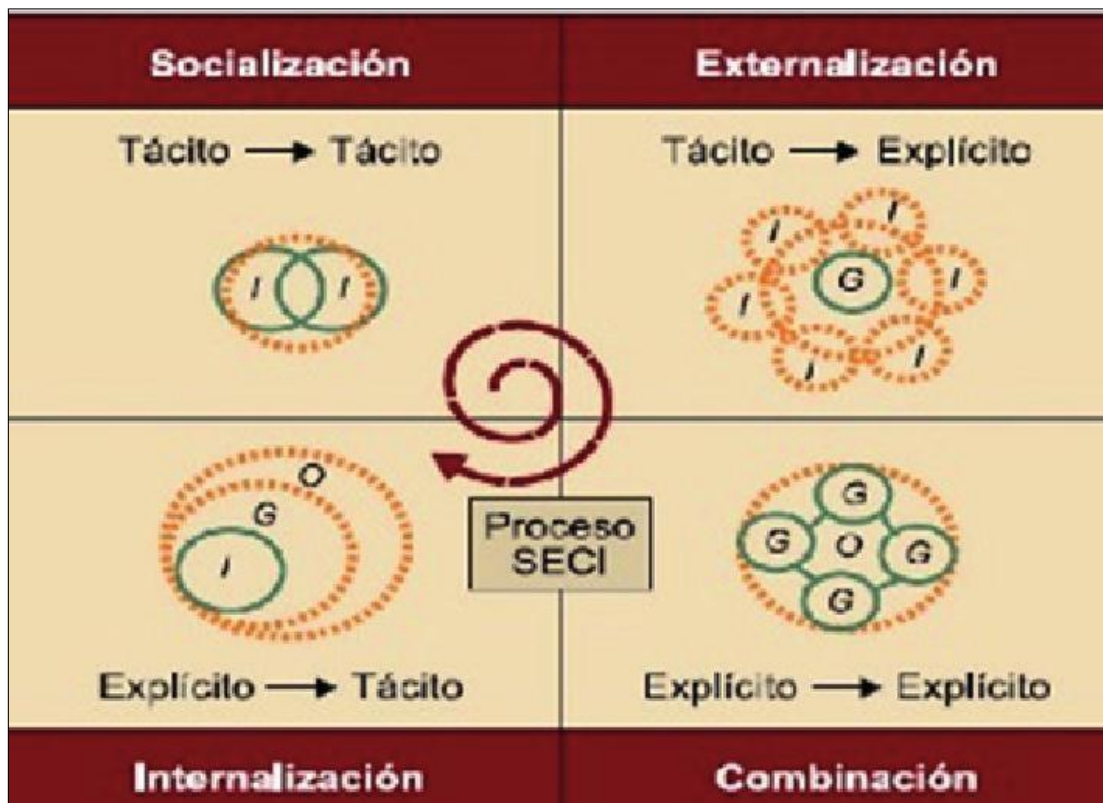 Socialización
Externalización
Tácito → Tácito
Tácito → Explícito
I I
I
I
G
I
I
I
I
Proceso
SECI
O
G
I
G
G O G
G
Explícito → Tácito
Explícito → Explícito
Internalización
Combinación